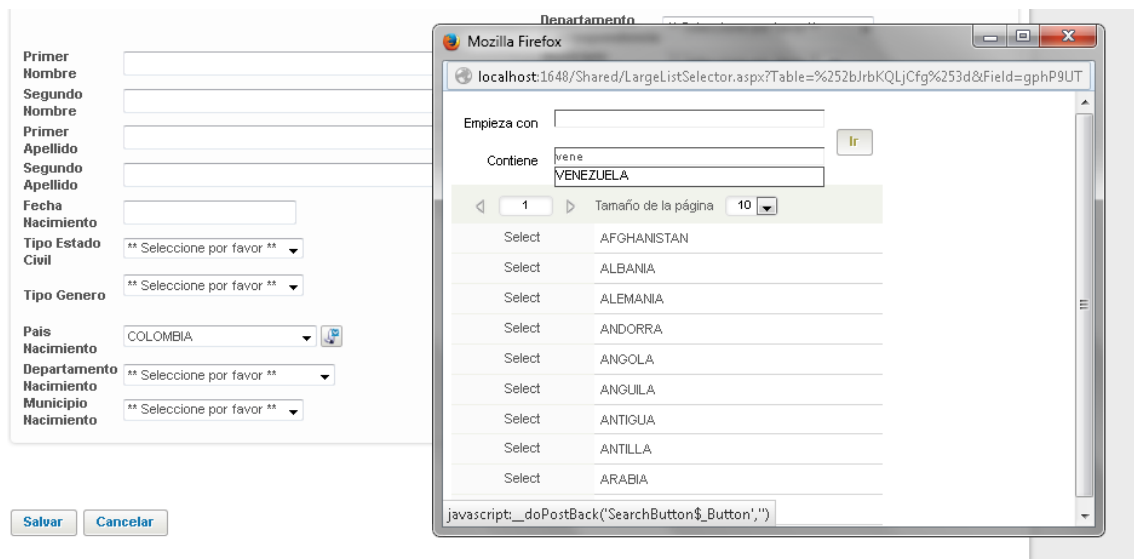 Departamento
Primer
Nombre
Segundo
Nombre
Primer
Apellido
Segundo
Apellido
Fecha
Nacimiento
Tipo Estado
Civil
** Seleccione por favor **
Tipo Genero
** Seleccione por favor **
Pais
Nacimiento
COLOMBIA
Departamento
Nacimiento
** Seleccione por favor **
Municipio
Nacimiento
** Seleccione por favor **
Salvar Cancelar
Mozilla Firefox
localhost:1648/Shared/LargeListSelector.aspx?Table=%252bJrbKQLjCfg%253d&Field=gphP9UT
Empieza con
Ir
Contiene vene
VENEZUELA
1 Tamaño de la página 10
Select AFGHANISTAN
Select ALBANIA
Select ALEMANIA
Select ANDORRA
Select ANGOLA
Select ANGUILA
Select ANTIGUA
Select ANTILLA
Select ARABIA
javascript:__doPostBack('SearchButton$_Button','')